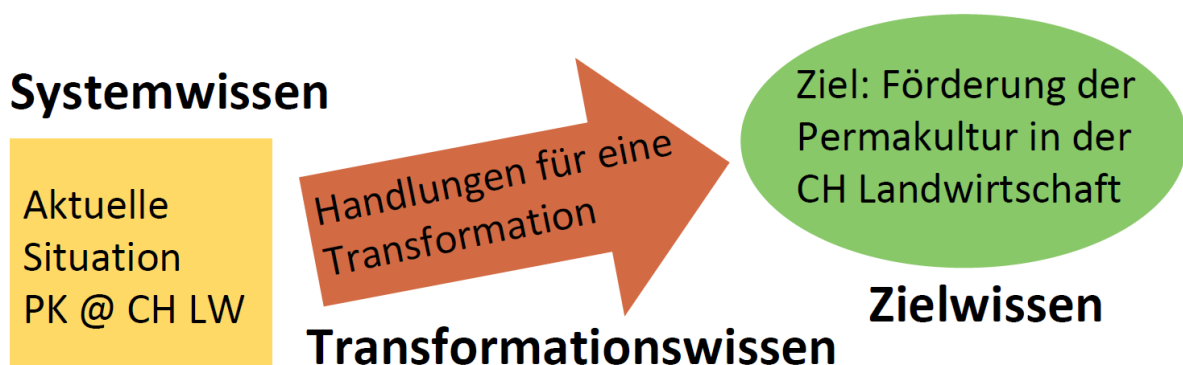 Systemwissen
Aktuelle
Situation
PK @ CH LW
Handlungen für eine
Transformation
Transformationswissen
Ziel: Förderung der
Permakultur in der
CH Landwirtschaft
Zielwissen